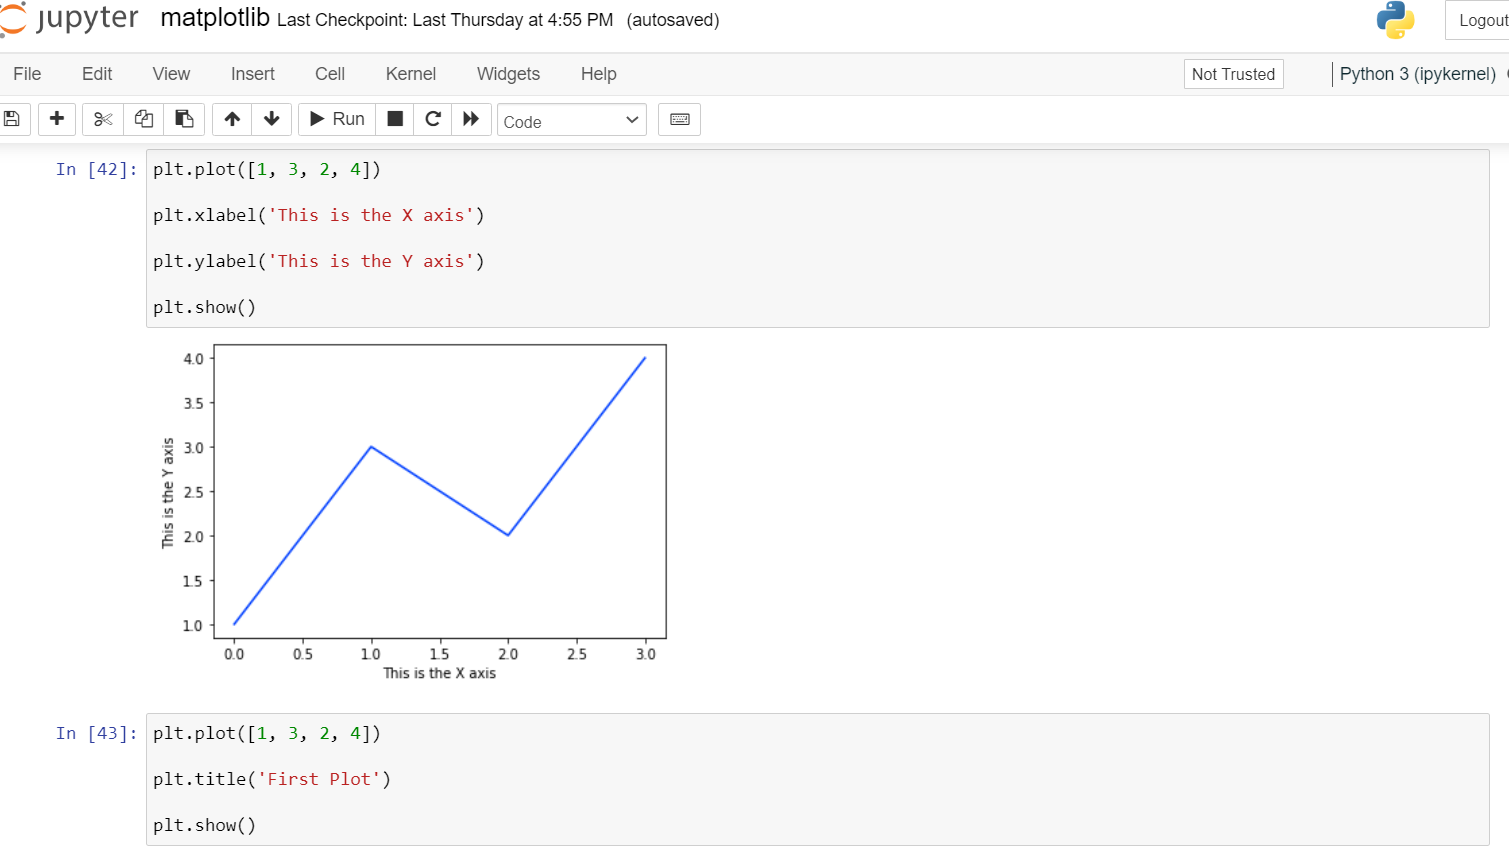 jupyter matplotlib Last Checkpoint: Last Thursday at 4:55 PM (autosaved) Logout
File Edit View Insert Cell Kernel Widgets Help Not Trusted Python 3 (ipykernel)
Run Code
In [42]: plt.plot([1, 3, 2, 4])
plt.xlabel('This is the X axis')
plt.ylabel('This is the Y axis')
plt.show()
4.0
3.5
3.0
2.5
2.0
1.5
1.0
This is the Y axis
0.0 0.5 1.0 1.5 2.0 2.5 3.0
This is the X axis
In [43]: plt.plot([1, 3, 2, 4])
plt.title('First Plot')
plt.show()